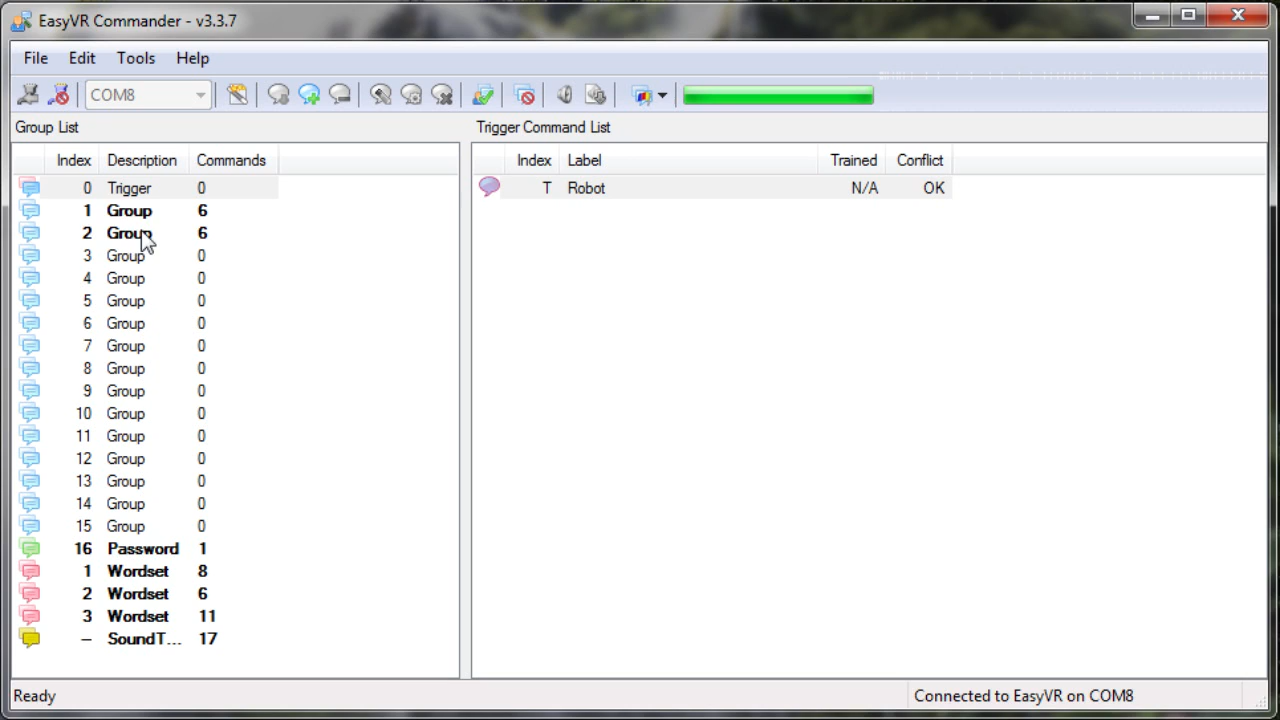 EasyVR Commander - v3.3.7
File Edit Tools Help
COM8
Group List
Index Description Commands
0 Trigger 0
1 Group 6
2 Group 6
3 Group 0
4 Group 0
5 Group 0
6 Group 0
7 Group 0
8 Group 0
9 Group 0
10 Group 0
11 Group 0
12 Group 0
13 Group 0
14 Group 0
15 Group 0
16 Password 1
1 Wordset 8
2 Wordset 6
3 Wordset 11
– SoundT... 17
Trigger Command List
Index Label Trained Conflict
T Robot N/A OK
Ready
Connected to EasyVR on COM8